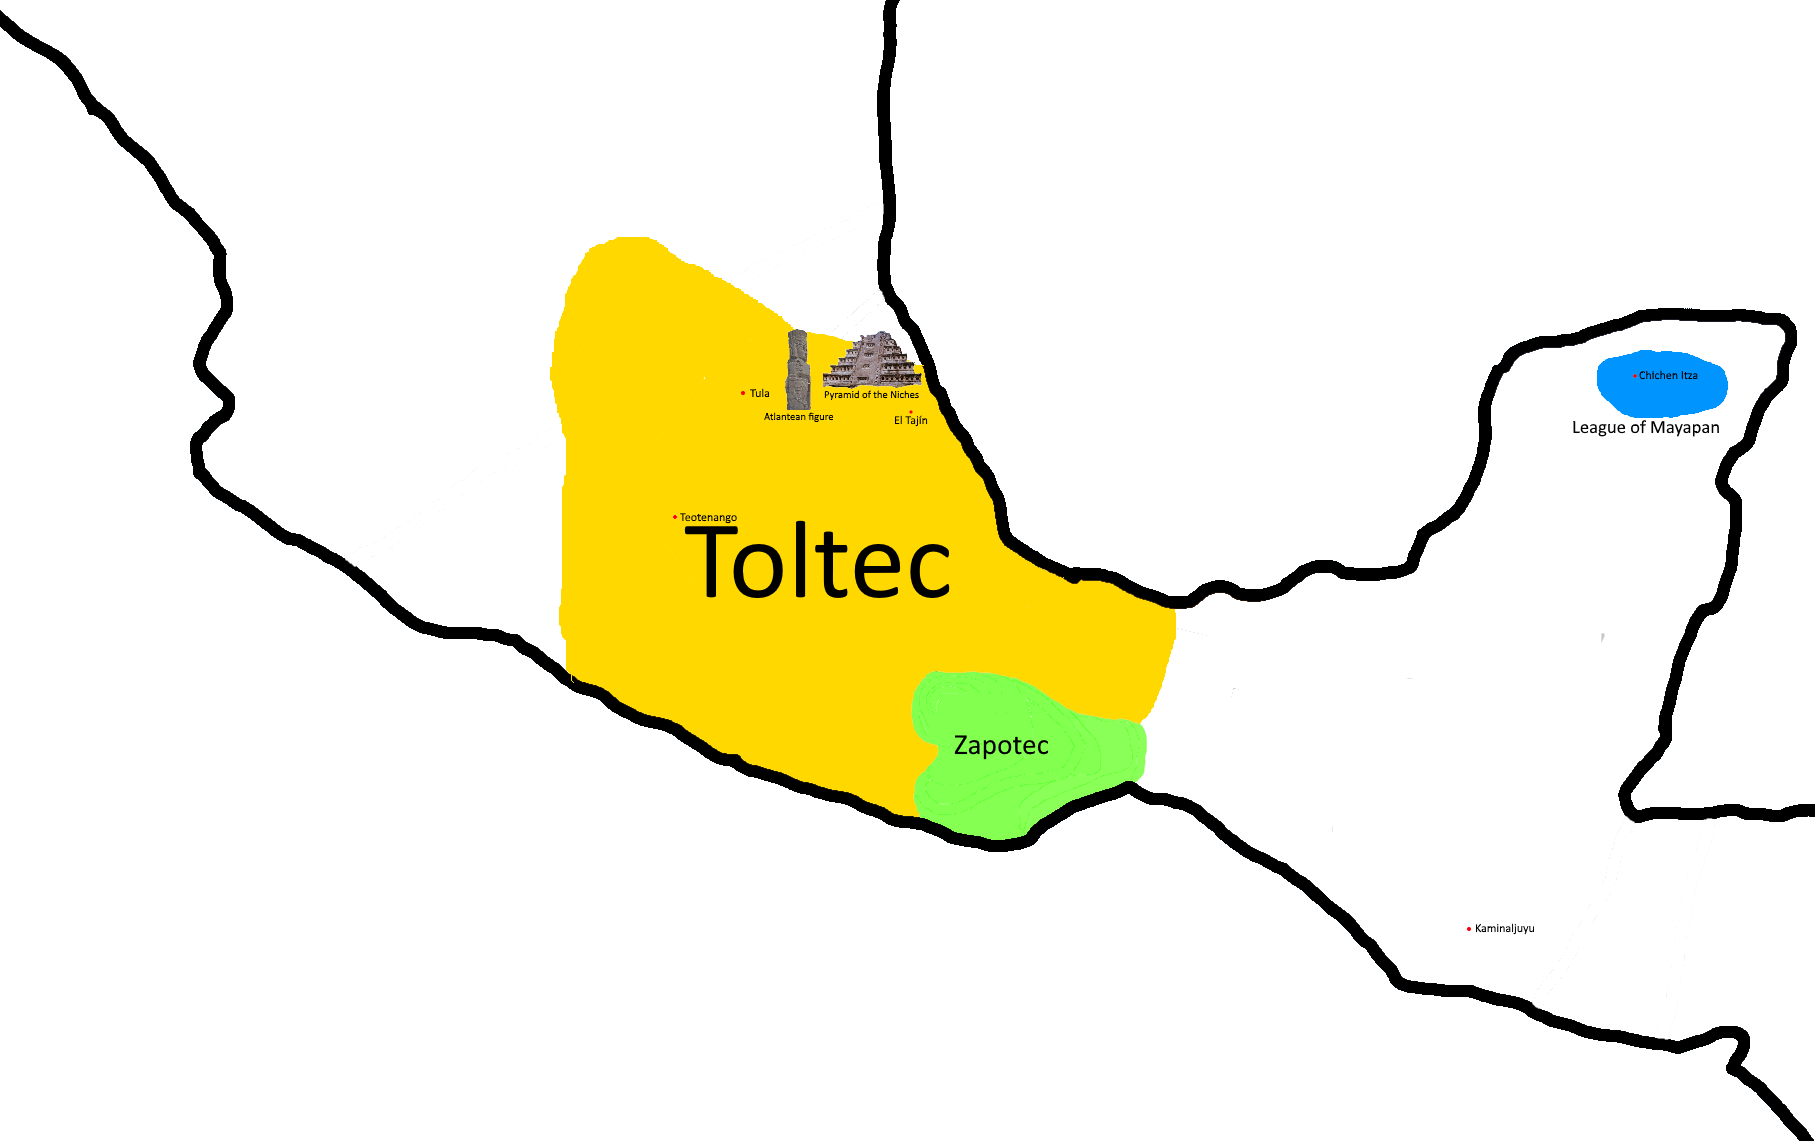 Chichen Itza
League of Mayapan
Tula
Pyramid of the Niches
Atlantean figure
El Tajín
Teotenango
Toltec
Zapotec
Kaminaljuyu